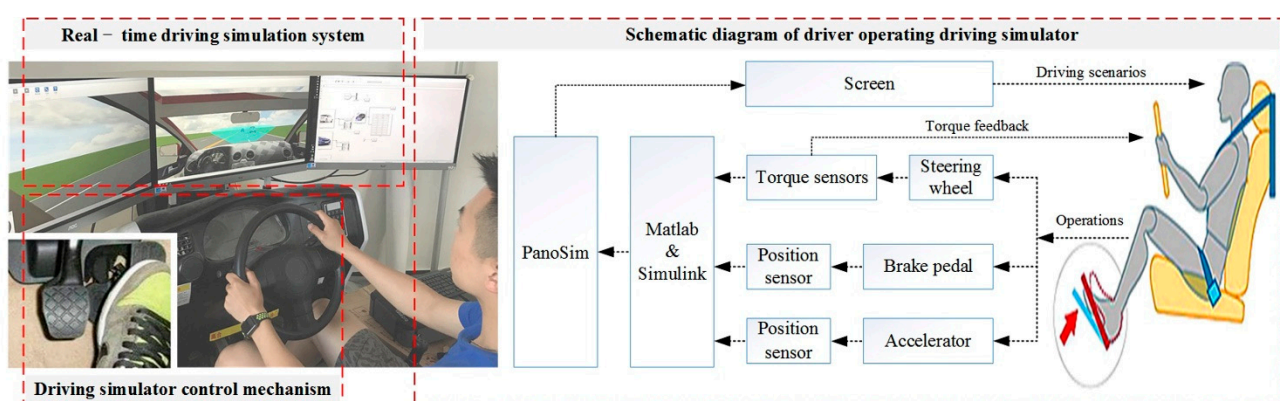 Real − time driving simulation system
Schematic diagram of driver operating driving simulator
Screen
Driving scenarios
Torque feedback
Torque sensors
Steering
wheel
PanoSim
Matlab
&
Simulink
Operations
Position
sensor
Brake pedal
Position
sensor
Accelerator
Driving simulator control mechanism